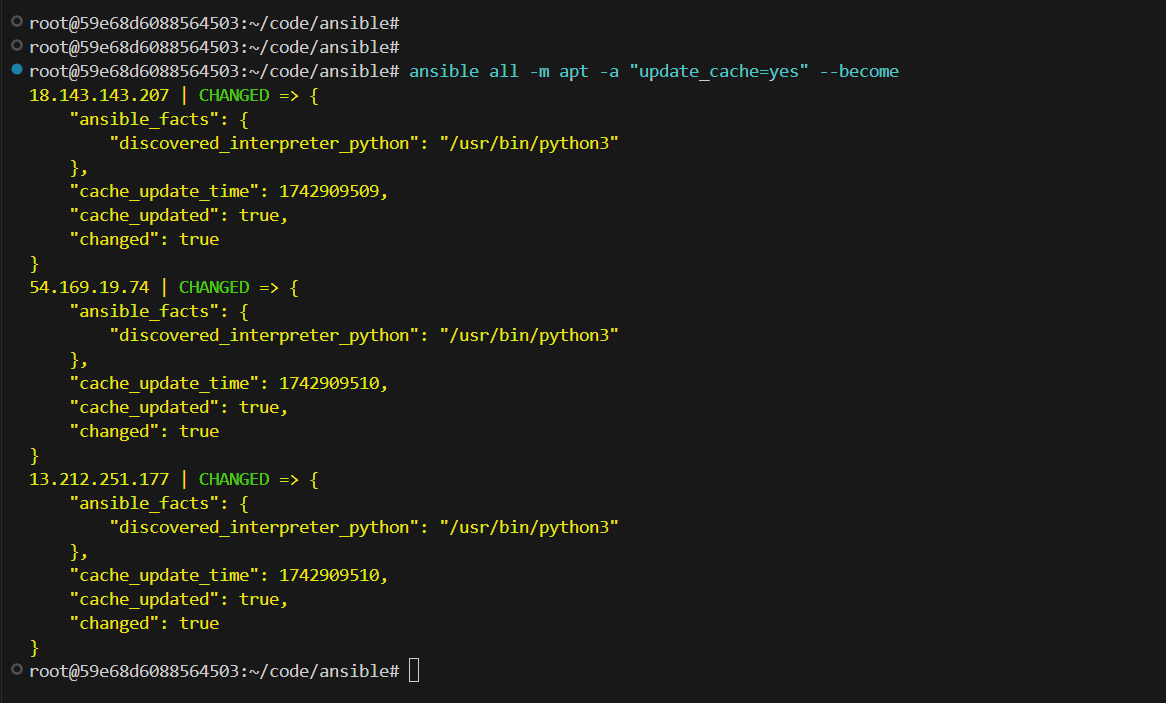 root@59e68d6088564503:~/code/ansible#
root@59e68d6088564503:~/code/ansible#
root@59e68d6088564503:~/code/ansible# ansible all -m apt -a "update_cache=yes" --become
18.143.143.207 | CHANGED => {
    "ansible_facts": {
        "discovered_interpreter_python": "/usr/bin/python3"
    },
    "cache_update_time": 1742909509,
    "cache_updated": true,
    "changed": true
}
54.169.19.74 | CHANGED => {
    "ansible_facts": {
        "discovered_interpreter_python": "/usr/bin/python3"
    },
    "cache_update_time": 1742909510,
    "cache_updated": true,
    "changed": true
}
13.212.251.177 | CHANGED => {
    "ansible_facts": {
        "discovered_interpreter_python": "/usr/bin/python3"
    },
    "cache_update_time": 1742909510,
    "cache_updated": true,
    "changed": true
}
root@59e68d6088564503:~/code/ansible#